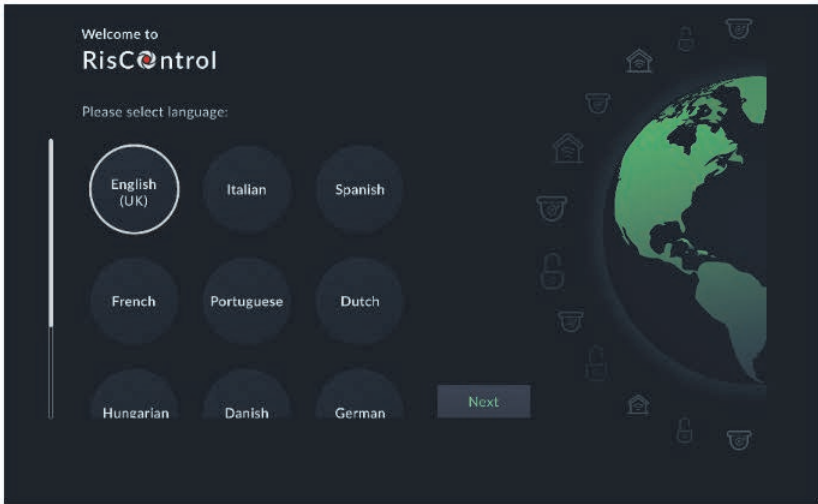 Welcome to
RisControl
Please select language:
English
(UK)
Italian
Spanish
French
Portuguese
Dutch
Hungarian
Danish
German
Next